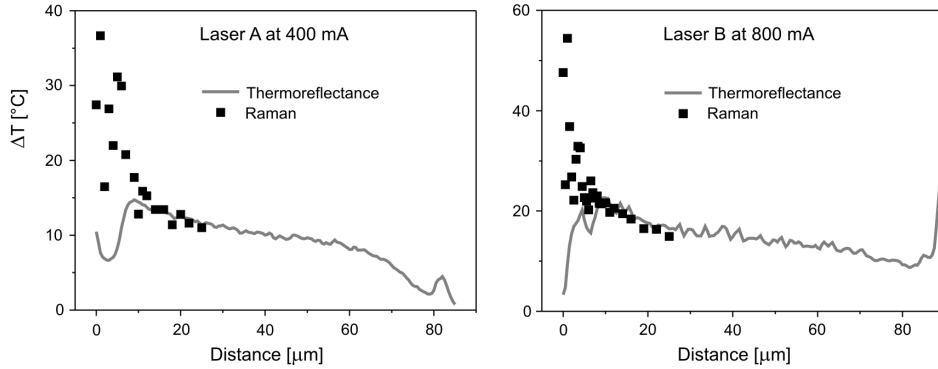 Laser A at 400 mA
Thermoreflectance
Raman
ΔT [°C]
40
30
20
10
0
0
20
40
60
80
Distance [μm]
Laser B at 800 mA
Thermoreflectance
Raman
60
40
20
0
0
20
40
60
80
Distance [μm]